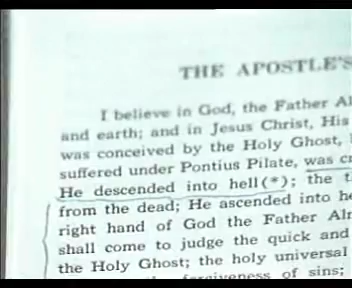 THE APOSTLE'S
I believe in God, the Father Al
and earth; and in Jesus Christ, His
was conceived by the Holy Ghost,
suffered under Pontius Pilate, was cr
He descended into hell(*); the t
from the dead; He ascended into he
right hand of God the Father Alm
shall come to judge the quick and
the Holy Ghost; the holy universal
forgiveness of sins;